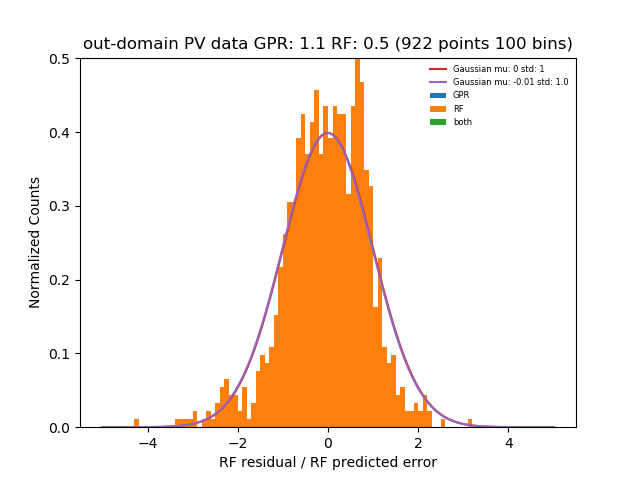 out-domain PV data GPR: 1.1 RF: 0.5 (922 points 100 bins)
Gaussian mu: 0 std: 1
Gaussian mu: -0.01 std: 1.0
GPR
RF
both
Normalized Counts
0.5
0.4
0.3
0.2
0.1
0.0
−4 −2 0 2 4
RF residual / RF predicted error